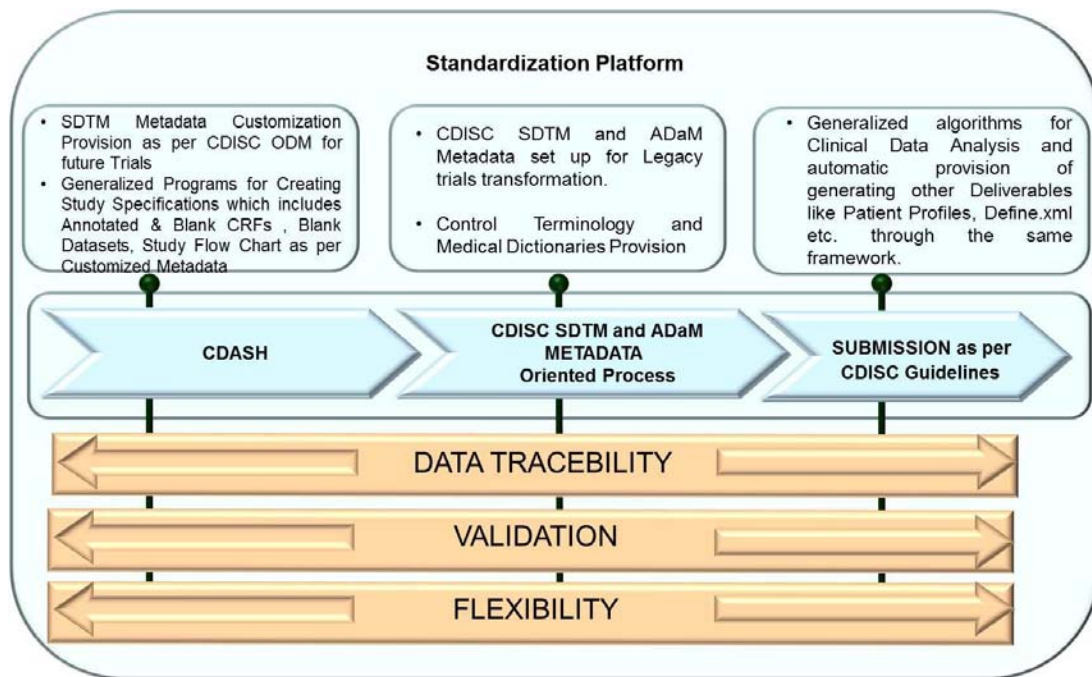 Standardization Platform
• SDTM Metadata Customization
Provision as per CDISC ODM for
future Trials
• Generalized Programs for Creating
Study Specifications which includes
Annotated & Blank CRFs , Blank
Datasets, Study Flow Chart as per
Customized Metadata
• CDISC SDTM and ADaM
Metadata set up for Legacy
trials transformation.
• Control Terminology and
Medical Dictionaries Provision
• Generalized algorithms for
Clinical Data Analysis and
automatic provision of
generating other Deliverables
like Patient Profiles, Define.xml
etc. through the same
framework.
CDASH
CDISC SDTM and ADaM
METADATA
Oriented Process
SUBMISSION as per
CDISC Guidelines
DATA TRACEBILITY
VALIDATION
FLEXIBILITY